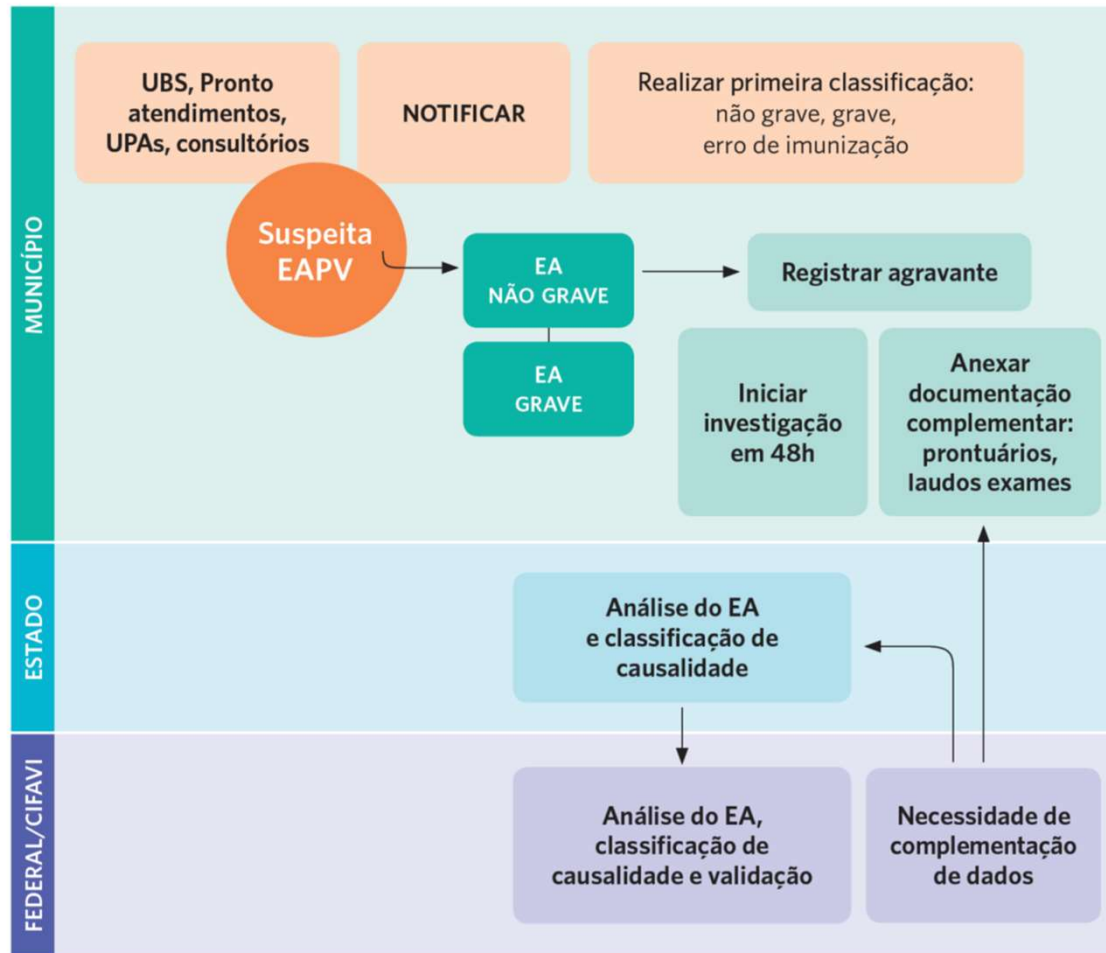 MUNICÍPIO
UBS, Pronto
atendimentos,
UPAs, consultórios
NOTIFICAR
Realizar primeira classificação:
não grave, grave,
erro de imunização
Suspeita
EAPV
EA
NÃO GRAVE
Registrar agravante
EA
GRAVE
Iniciar
investigação
em 48h
Anexar
documentação
complementar:
prontuários,
laudos exames
ESTADO
Análise do EA
e classificação de
causalidade
FEDERAL/CIFAVI
Análise do EA,
classificação de
causalidade e validação
Necessidade de
complementação
de dados